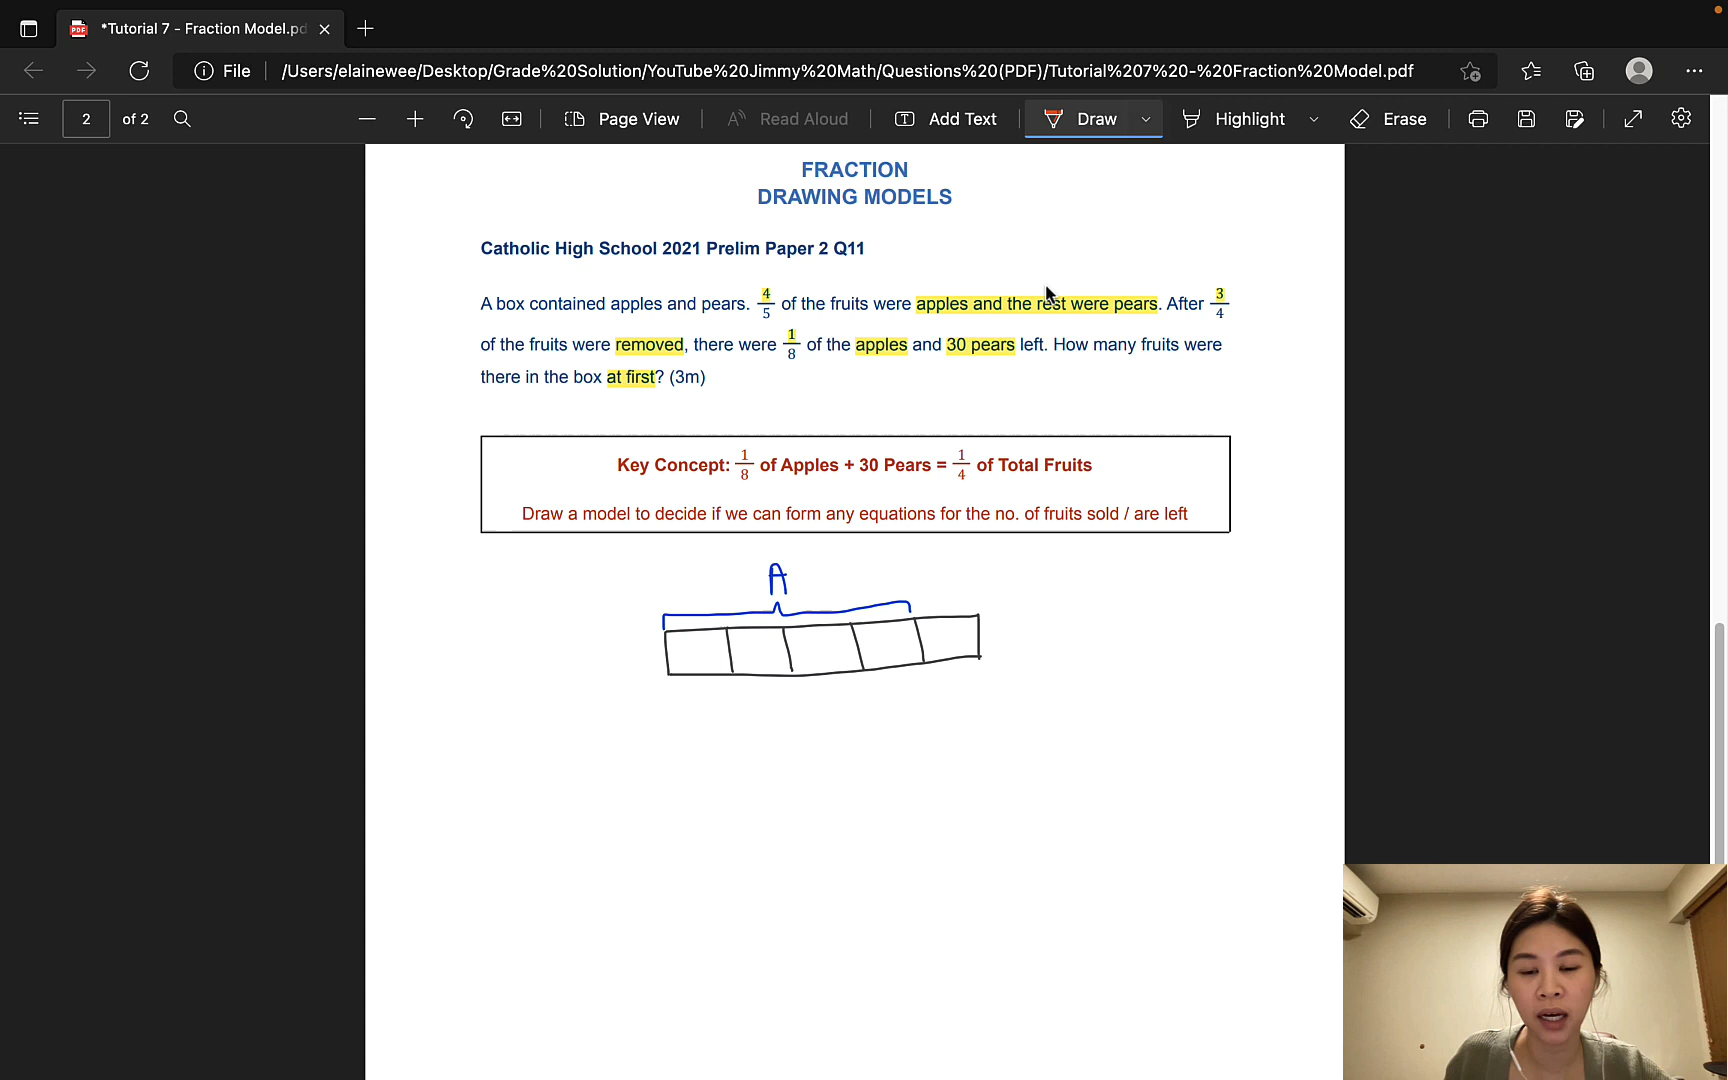 *Tutorial 7 - Fraction Model.pd
File /Users/elainewee/Desktop/Grade%20Solution/YouTube%20Jimmy%20Math/Questions%20(PDF)/Tutorial%207%20-%20Fraction%20Model.pdf
2 of 2 Page View Read Aloud Add Text Draw Highlight Erase
FRACTION
DRAWING MODELS
Catholic High School 2021 Prelim Paper 2 Q11
A box contained apples and pears. 4/5 of the fruits were apples and the rest were pears. After 3/4
of the fruits were removed, there were 1/8 of the apples and 30 pears left. How many fruits were
there in the box at first? (3m)
Key Concept: 1/8 of Apples + 30 Pears = 1/4 of Total Fruits
Draw a model to decide if we can form any equations for the no. of fruits sold / are left
A